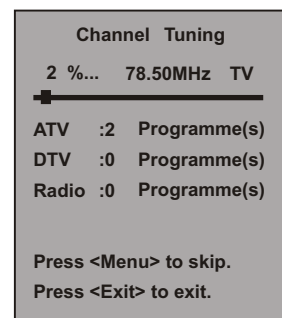 Channel Tuning
2 %... 78.50MHz TV
ATV :2 Programme(s)
DTV :0 Programme(s)
Radio :0 Programme(s)
Press <Menu> to skip.
Press <Exit> to exit.